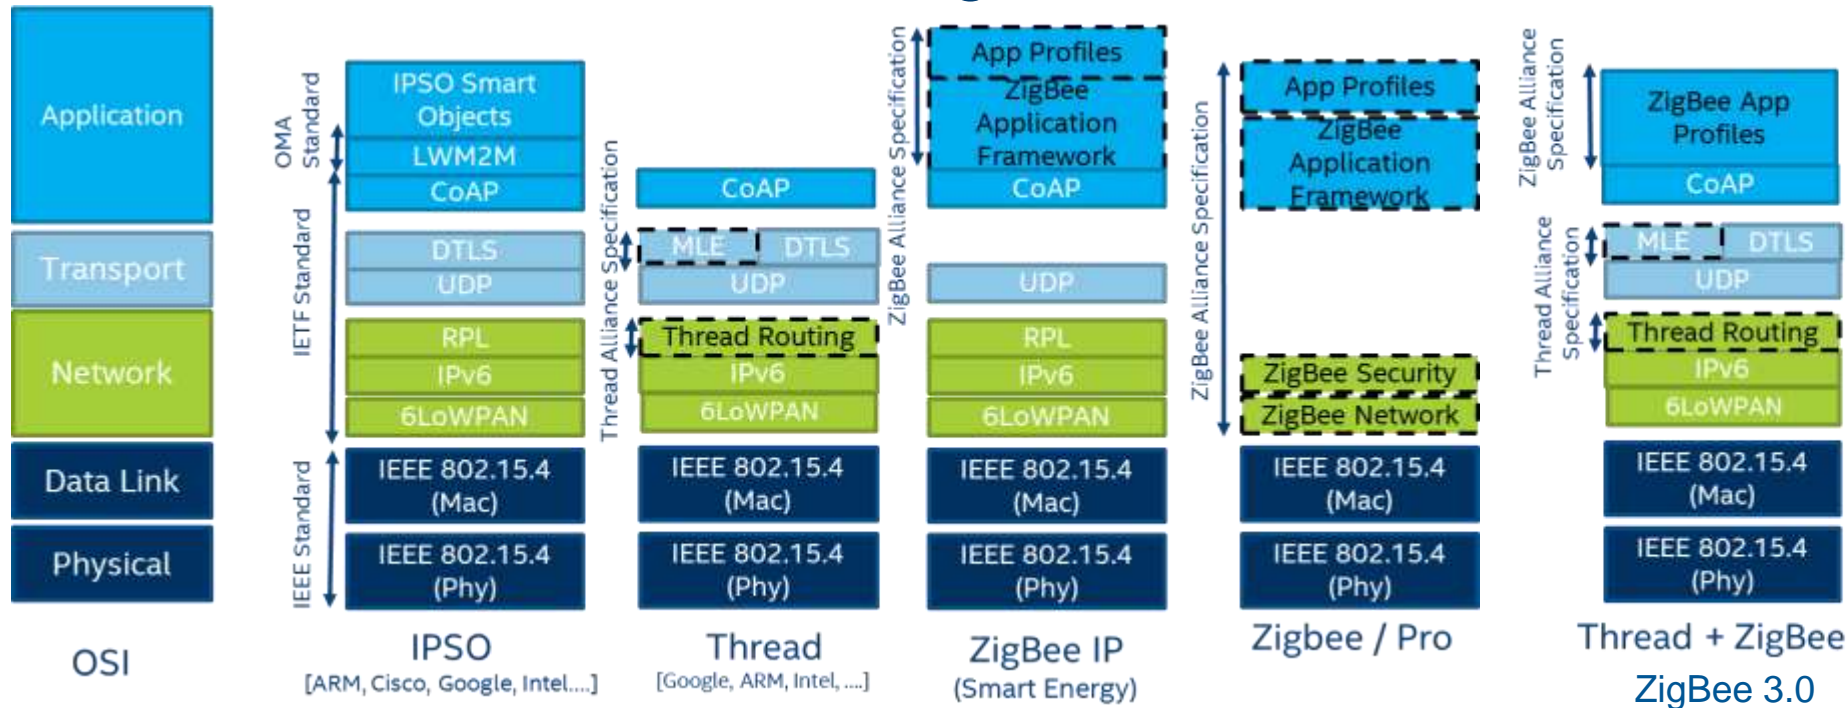 Application
Transport
Network
Data Link
Physical
OSI
OMA
Standard
IETF Standard
IEEE Standard
IPSO Smart
Objects
LWM2M
CoAP
DTLS
UDP
RPL
IPv6
6LoWPAN
IEEE 802.15.4
(Mac)
IEEE 802.15.4
(Phy)
IPSO
[ARM, Cisco, Google, Intel....]
Thread Alliance Specification
CoAP
MLE
DTLS
UDP
Thread Routing
IPv6
6LoWPAN
IEEE 802.15.4
(Mac)
IEEE 802.15.4
(Phy)
Thread
[Google, ARM, Intel, ....]
ZigBee Alliance Specification
App Profiles
ZigBee
Application
Framework
CoAP
UDP
RPL
IPv6
6LoWPAN
IEEE 802.15.4
(Mac)
IEEE 802.15.4
(Phy)
ZigBee IP
(Smart Energy)
ZigBee Alliance Specification
App Profiles
ZigBee
Application
Framework
ZigBee Security
ZigBee Network
IEEE 802.15.4
(Mac)
IEEE 802.15.4
(Phy)
Zigbee / Pro
ZigBee Alliance
Specification
Thread Alliance
Specification
ZigBee App
Profiles
CoAP
MLE
DTLS
UDP
Thread Routing
IPv6
6LoWPAN
IEEE 802.15.4
(Mac)
IEEE 802.15.4
(Phy)
Thread + ZigBee
ZigBee 3.0